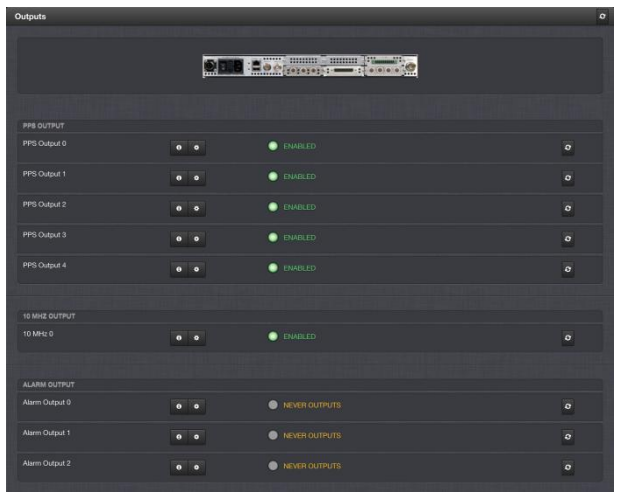 Outputs
PPS OUTPUT
PPS Output 0
ENABLED
PPS Output 1
ENABLED
PPS Output 2
ENABLED
PPS Output 3
ENABLED
PPS Output 4
ENABLED
10 MHZ OUTPUT
10 MHz 0
ENABLED
ALARM OUTPUT
Alarm Output 0
NEVER OUTPUTS
Alarm Output 1
NEVER OUTPUTS
Alarm Output 2
NEVER OUTPUTS